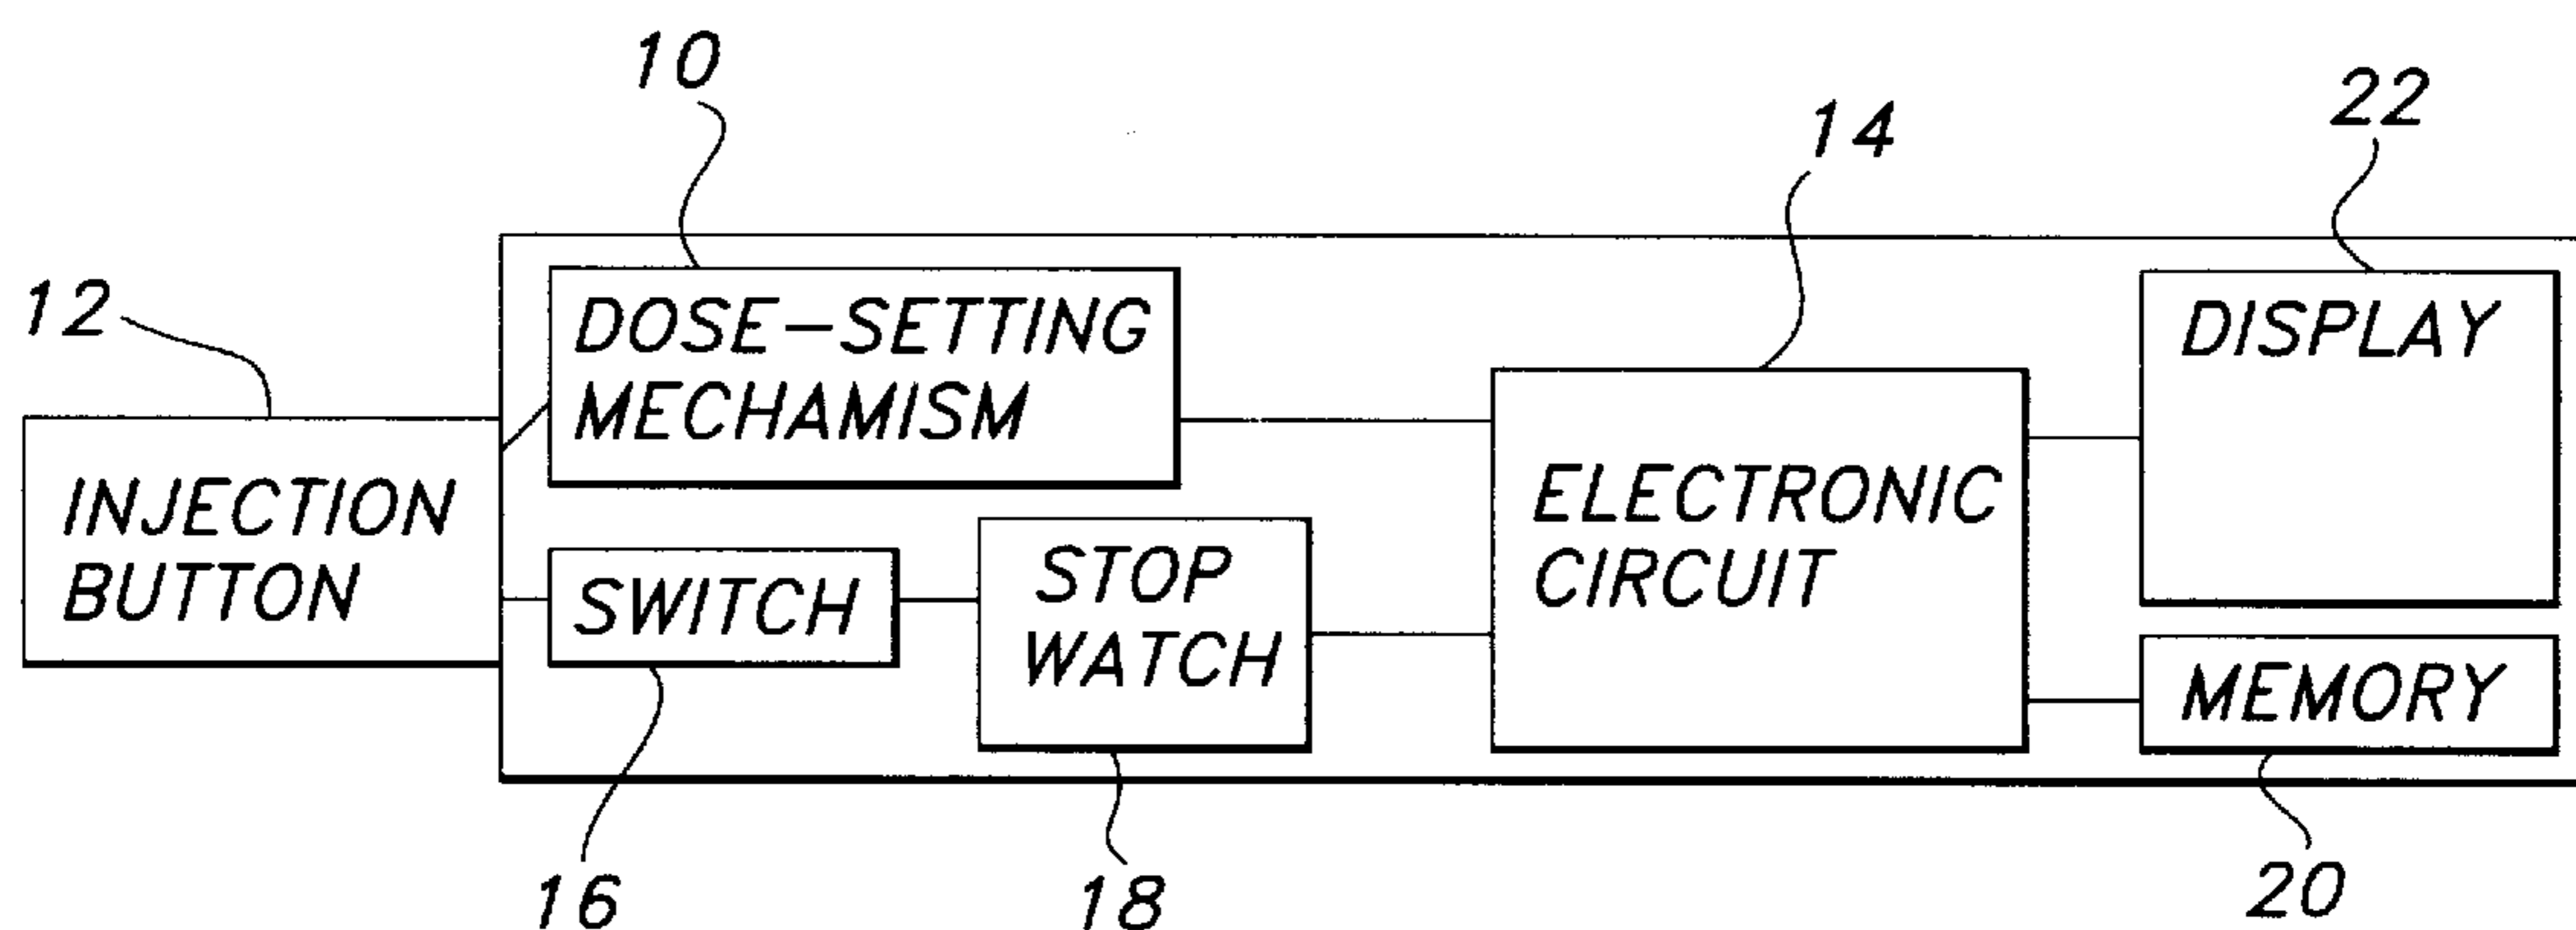 10
22
14
12
DOSE-SETTING
MECHAMISM
DISPLAY
INJECTION
BUTTON
ELECTRONIC
CIRCUIT
SWITCH
STOP
WATCH
MEMORY
16
18
20